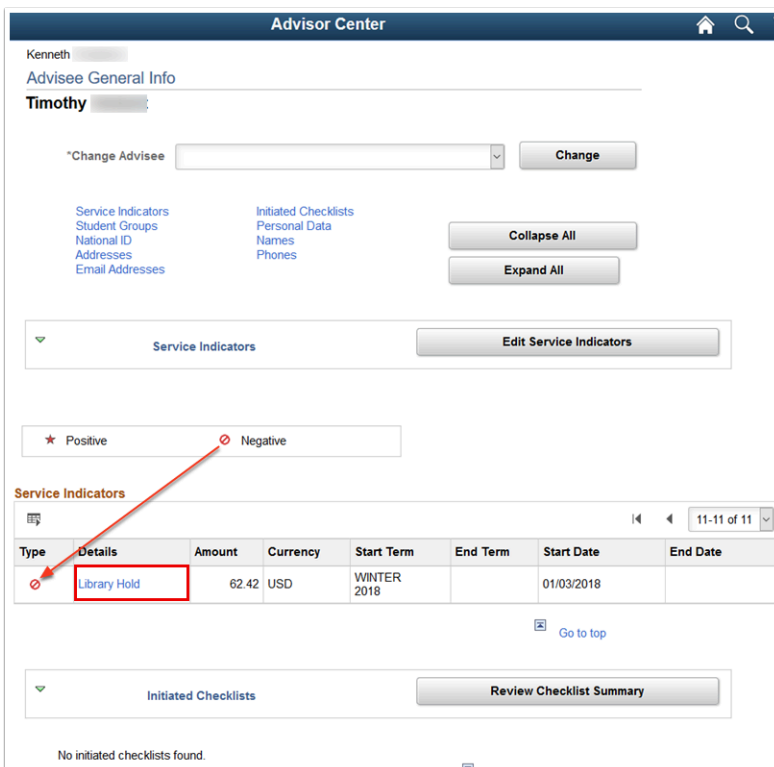 Advisor Center
Kenneth
Advisee General Info
Timothy
*Change Advisee
Change
Service Indicators Initiated Checklists
Student Groups Personal Data
National ID Names
Addresses Phones
Email Addresses
Collapse All
Expand All
Service Indicators Edit Service Indicators
Positive Negative
Service Indicators
11-11 of 11
Type Details Amount Currency Start Term End Term Start Date End Date
Library Hold 62.42 USD WINTER 2018 01/03/2018
Go to top
Initiated Checklists Review Checklist Summary
No initiated checklists found.